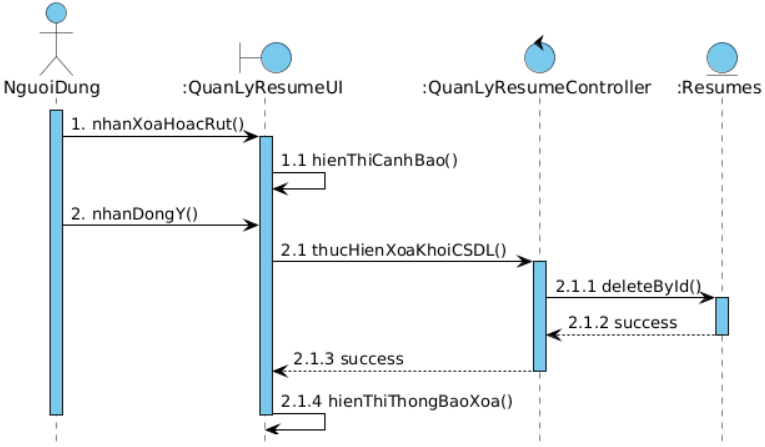 NguoiDung
:QuanLyResumeUI
:QuanLyResumeController
:Resumes
1. nhanXoaHoacRut()
1.1 hienThiCanhBao()
2. nhanDongY()
2.1 thucHienXoaKhoiCSDL()
2.1.1 deleteById()
2.1.2 success
2.1.3 success
2.1.4 hienThiThongBaoXoa()